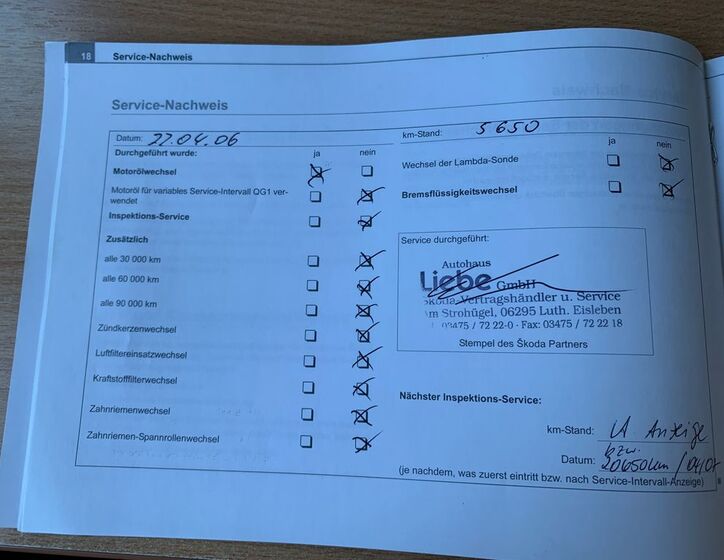 18 Service-Nachweis
Service-Nachweis
Datum: 27.04.06
km-Stand: 5650
Durchgeführt wurde: ja nein
ja nein
Motorölwechsel
Wechsel der Lambda-Sonde
Motoröl für variables Service-Intervall QG1 ver-
wendet
Bremsflüssigkeitswechsel
Inspektions-Service
Zusätzlich
alle 30 000 km
alle 60 000 km
alle 90 000 km
Zündkerzenwechsel
Luftfiltereinsatzwechsel
Kraftstofffilterwechsel
Zahnriemenwechsel
Zahnriemen-Spannrollenwechsel
Service durchgeführt:
Autohaus
Liebe GmbH
Škoda Vertragshändler u. Service
Am Strohügel, 06295 Luth. Eisleben
03475 / 72 22-0 · Fax: 03475 / 72 22 18
Stempel des Škoda Partners
Nächster Inspektions-Service:
km-Stand: Anzeige
bzw.
Datum: 20650km / 04.07
(je nachdem, was zuerst eintritt bzw. nach Service-Intervall-Anzeige)